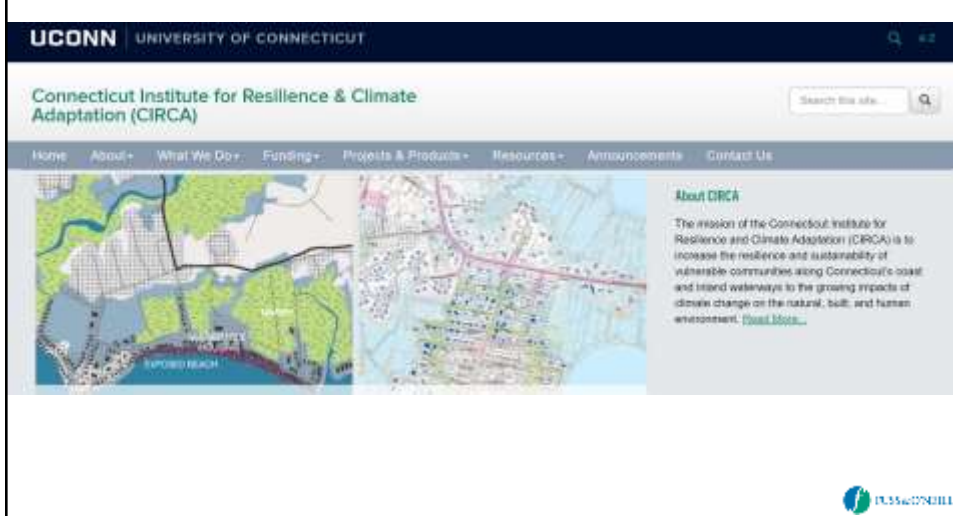 UCONN UNIVERSITY OF CONNECTICUT
Connecticut Institute for Resilience & Climate
Adaptation (CIRCA)
Search this site...
Home About What We Do Funding Projects & Products Resources Announcements Contact Us
About CIRCA
The mission of the Connecticut Institute for
Resilience and Climate Adaptation (CIRCA) is to
increase the resilience and sustainability of
vulnerable communities along Connecticut's coast
and inland waterways to the growing impacts of
climate change on the natural, built, and human
environment. Read More...
MARSH
EXPOSED BEACH
FUSS & O'NEILL